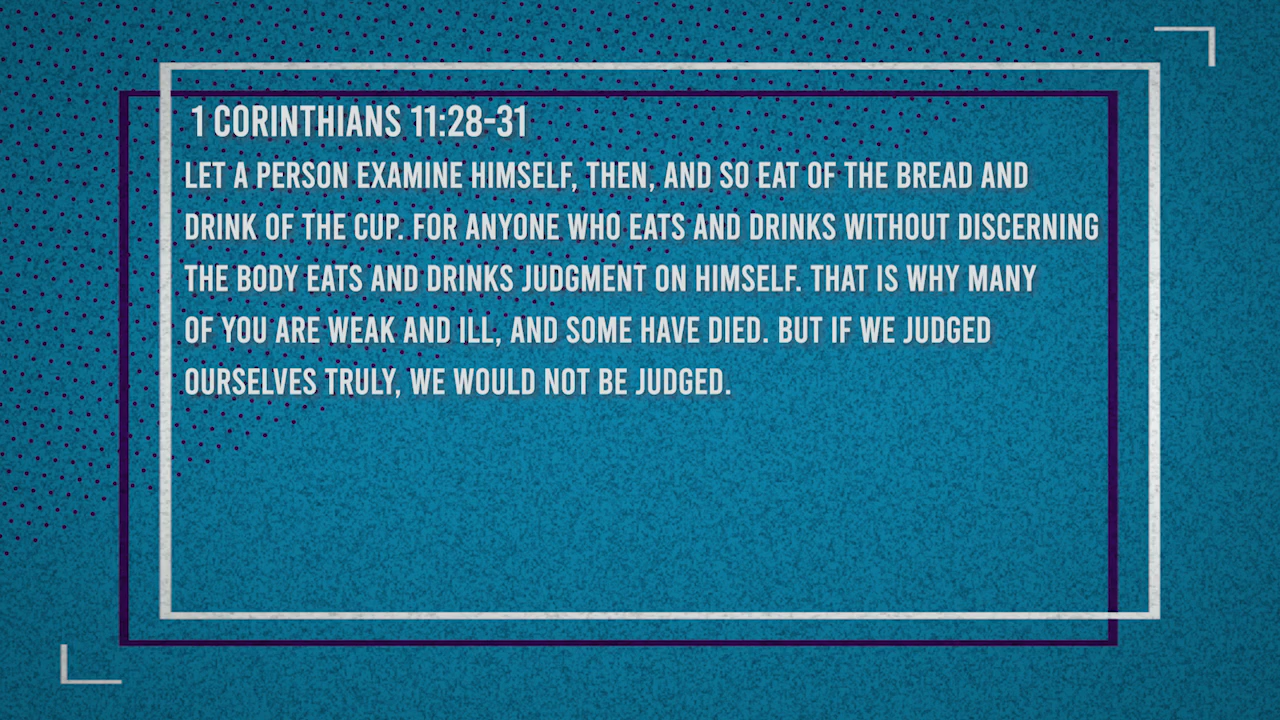 1 CORINTHIANS 11:28-31
LET A PERSON EXAMINE HIMSELF, THEN, AND SO EAT OF THE BREAD AND
DRINK OF THE CUP. FOR ANYONE WHO EATS AND DRINKS WITHOUT DISCERNING
THE BODY EATS AND DRINKS JUDGMENT ON HIMSELF. THAT IS WHY MANY
OF YOU ARE WEAK AND ILL, AND SOME HAVE DIED. BUT IF WE JUDGED
OURSELVES TRULY, WE WOULD NOT BE JUDGED.